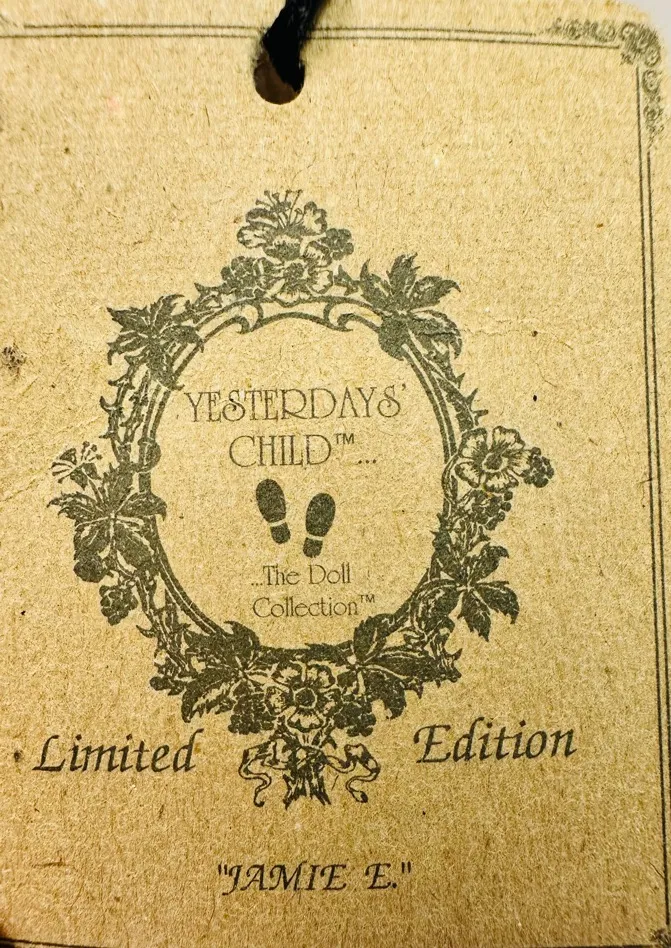 YESTERDAYS'
CHILD™...
...The Doll
Collection™
Limited Edition
"JAMIE E."